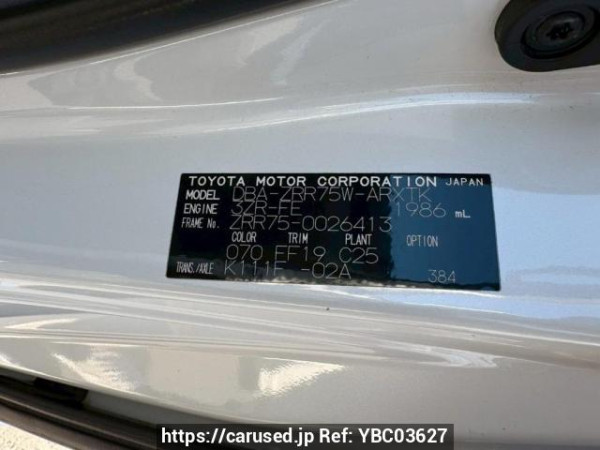 TOYOTA MOTOR CORPORATION JAPAN
MODEL DBA-ZRR75W-ARXTK
ENGINE 3ZR-FE 1986 mL
FRAME No. ZRR75-0026413
COLOR TRIM PLANT OPTION
070 EF19 C25
TRANS./AXLE K111F -02A 384
https://carused.jp Ref: YBC03627